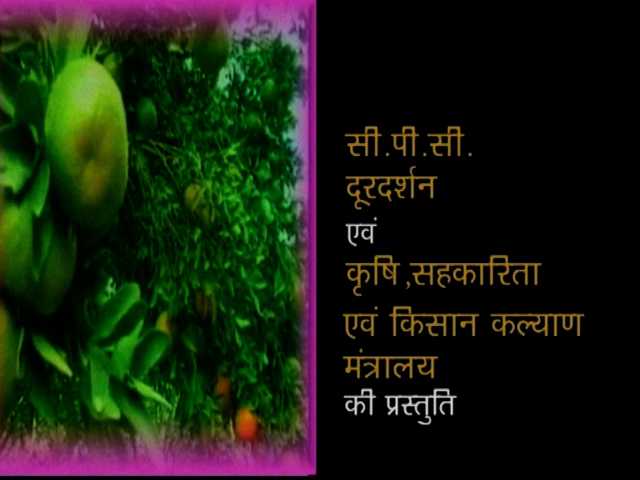 सी.पी.सी.
दूरदर्शन
एवं
कृषि ,सहकारिता
एवं किसान कल्याण
मंत्रालय
की प्रस्तुति